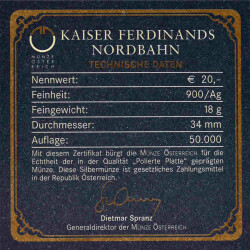 KAISER FERDINANDS
NORDBAHN
MÜNZE
ÖSTER
REICH
TECHNISCHE DATEN
Nennwert: € 20,–
Feinheit: 900/Ag
Feingewicht: 18 g
Durchmesser: 34 mm
Auflage: 50.000
Mit diesem Zertifikat bürgt die MÜNZE ÖSTERREICH für
die Echtheit der in der Qualität „Polierte Platte“ geprägten
Münze. Diese Silbermünze ist gesetzliches Zahlungsmittel
in der Republik Österreich.
Dietmar Spranz
Generaldirektor der MÜNZE ÖSTERREICH